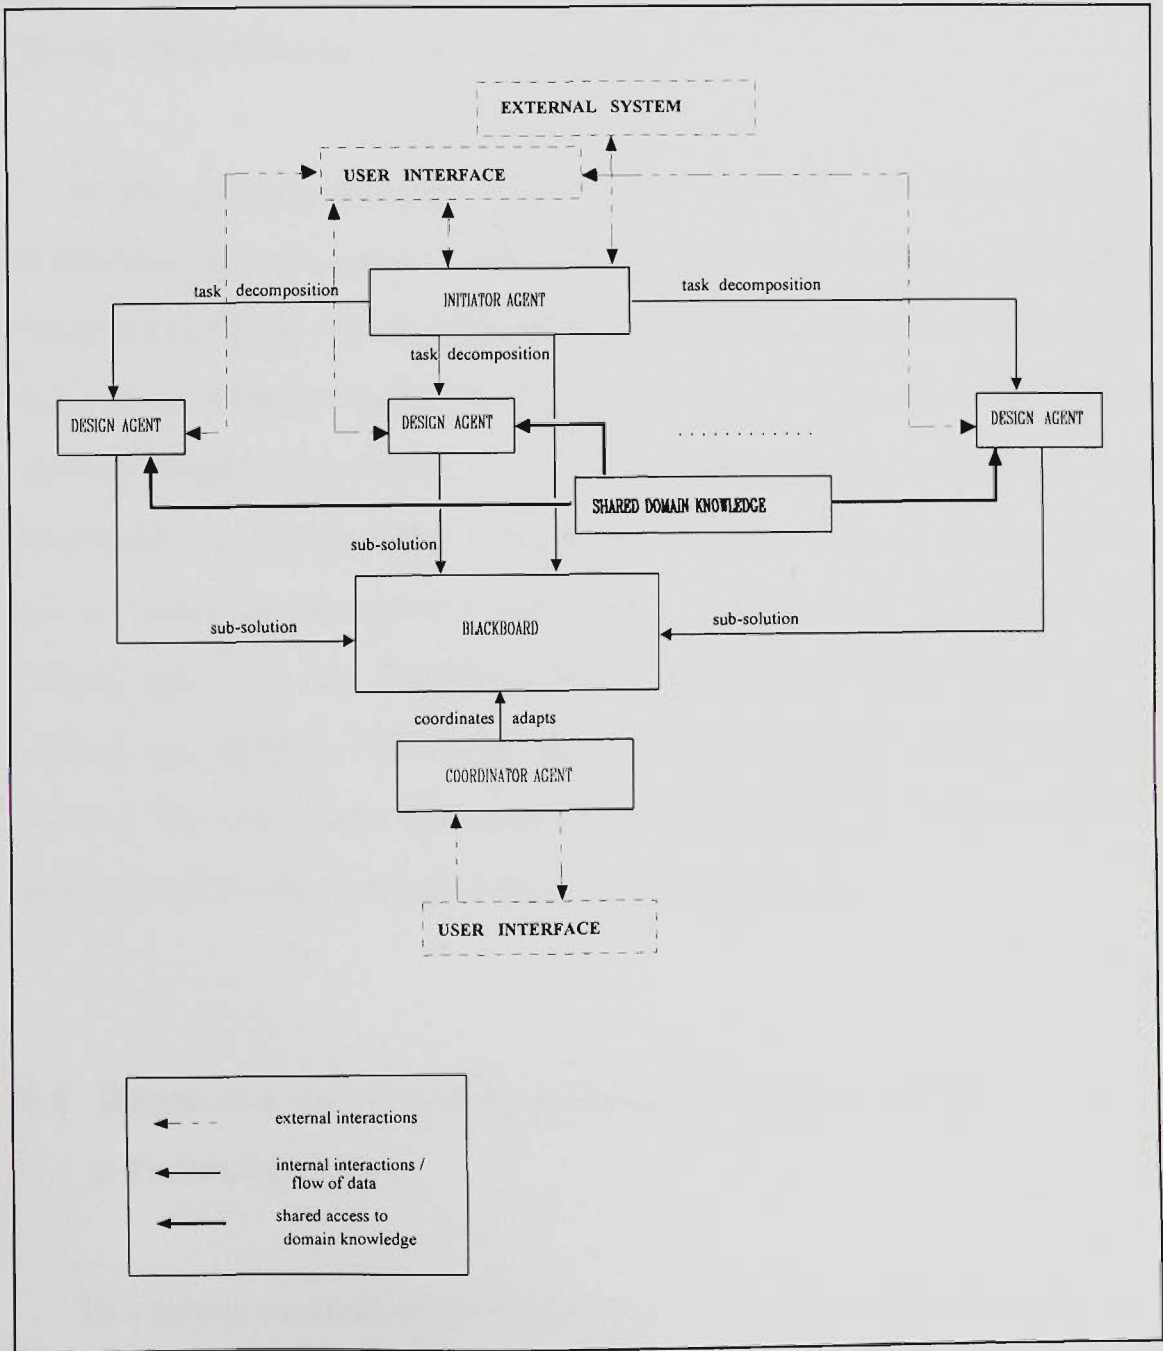 EXTERNAL SYSTEM
USER INTERFACE
task decomposition
INITIATOR AGENT
task decomposition
task decomposition
DESIGN AGENT
DESIGN AGENT
. . . . . . . . . . . .
DESIGN AGENT
SHARED DOMAIN KNOWLEDGE
sub-solution
sub-solution
BLACKBOARD
sub-solution
coordinates adapts
COORDINATOR AGENT
USER INTERFACE
external interactions
internal interactions /
flow of data
shared access to
domain knowledge